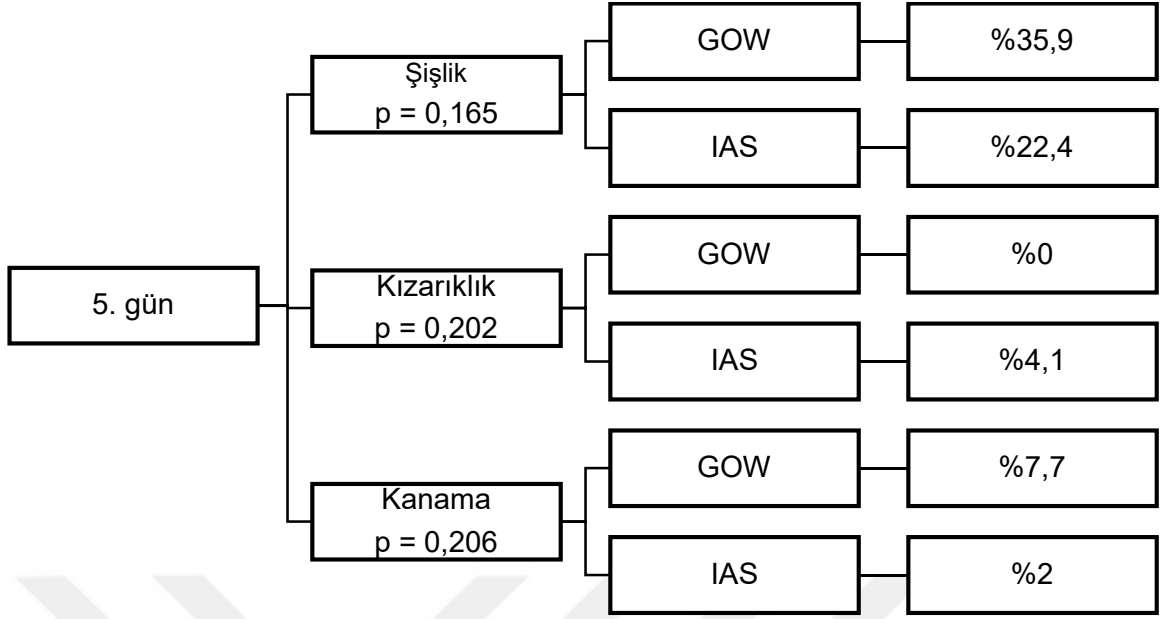 5. gün
Şişlik
p = 0,165
GOW
%35,9
IAS
%22,4
Kızarıklık
p = 0,202
GOW
%0
IAS
%4,1
Kanama
p = 0,206
GOW
%7,7
IAS
%2